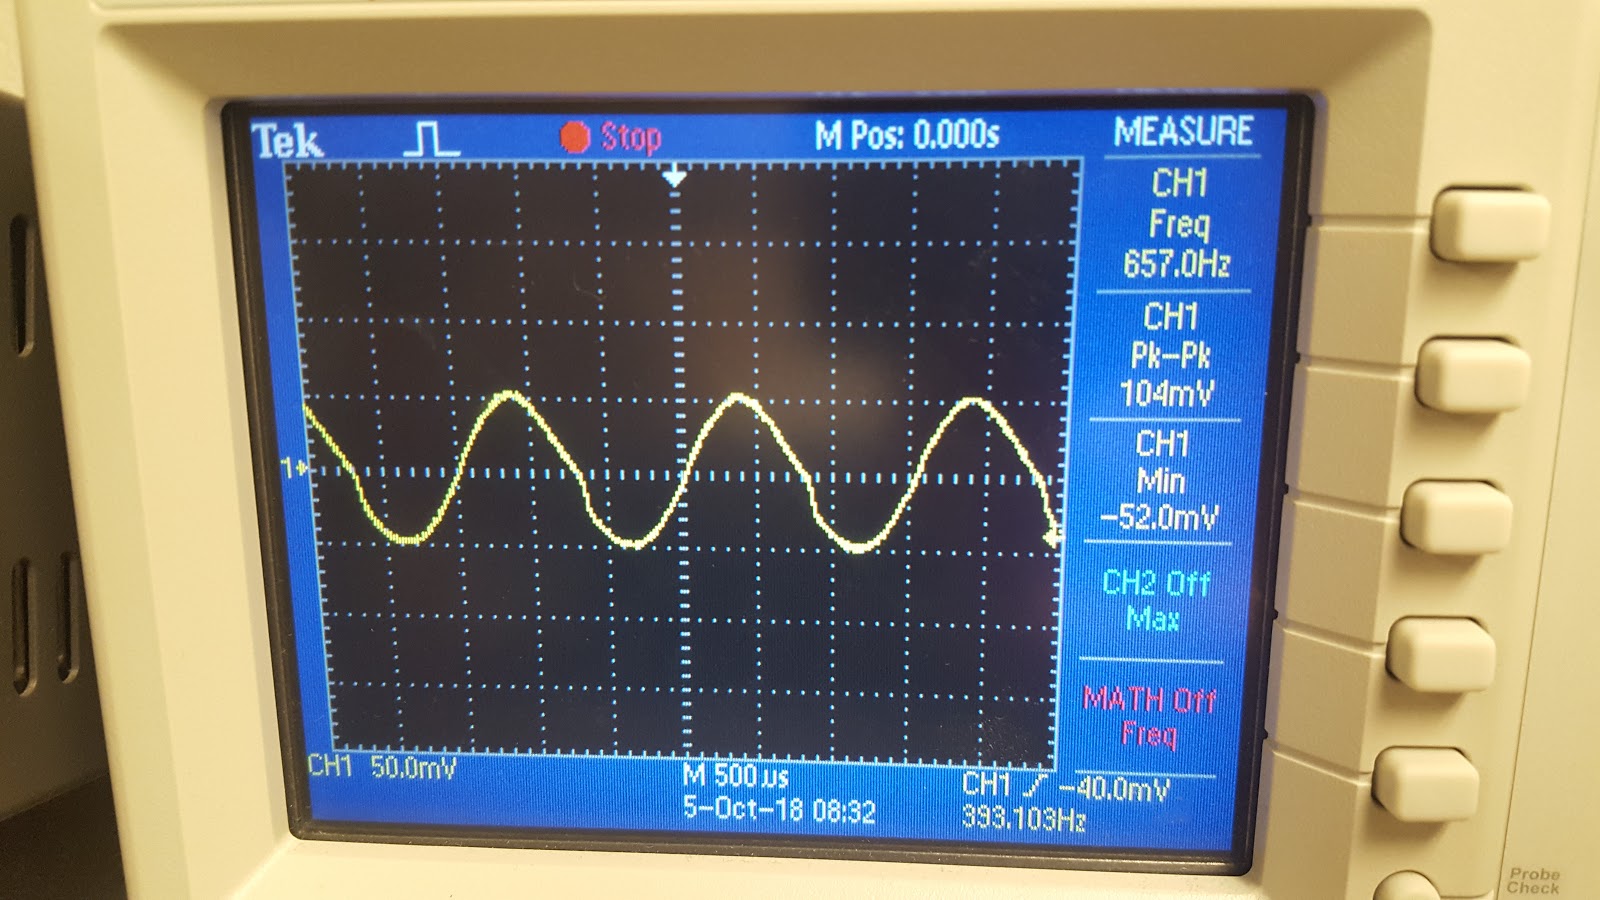 Tek Stop M Pos: 0.000s MEASURE
CH1
Freq
657.0Hz
CH1
Pk-Pk
104mV
CH1
Min
-52.0mV
CH2 Off
Max
MATH Off
Freq
1
CH1 50.0mV M 500µs CH1 -40.0mV
5-Oct-18 08:32 393.103Hz
Probe
Check